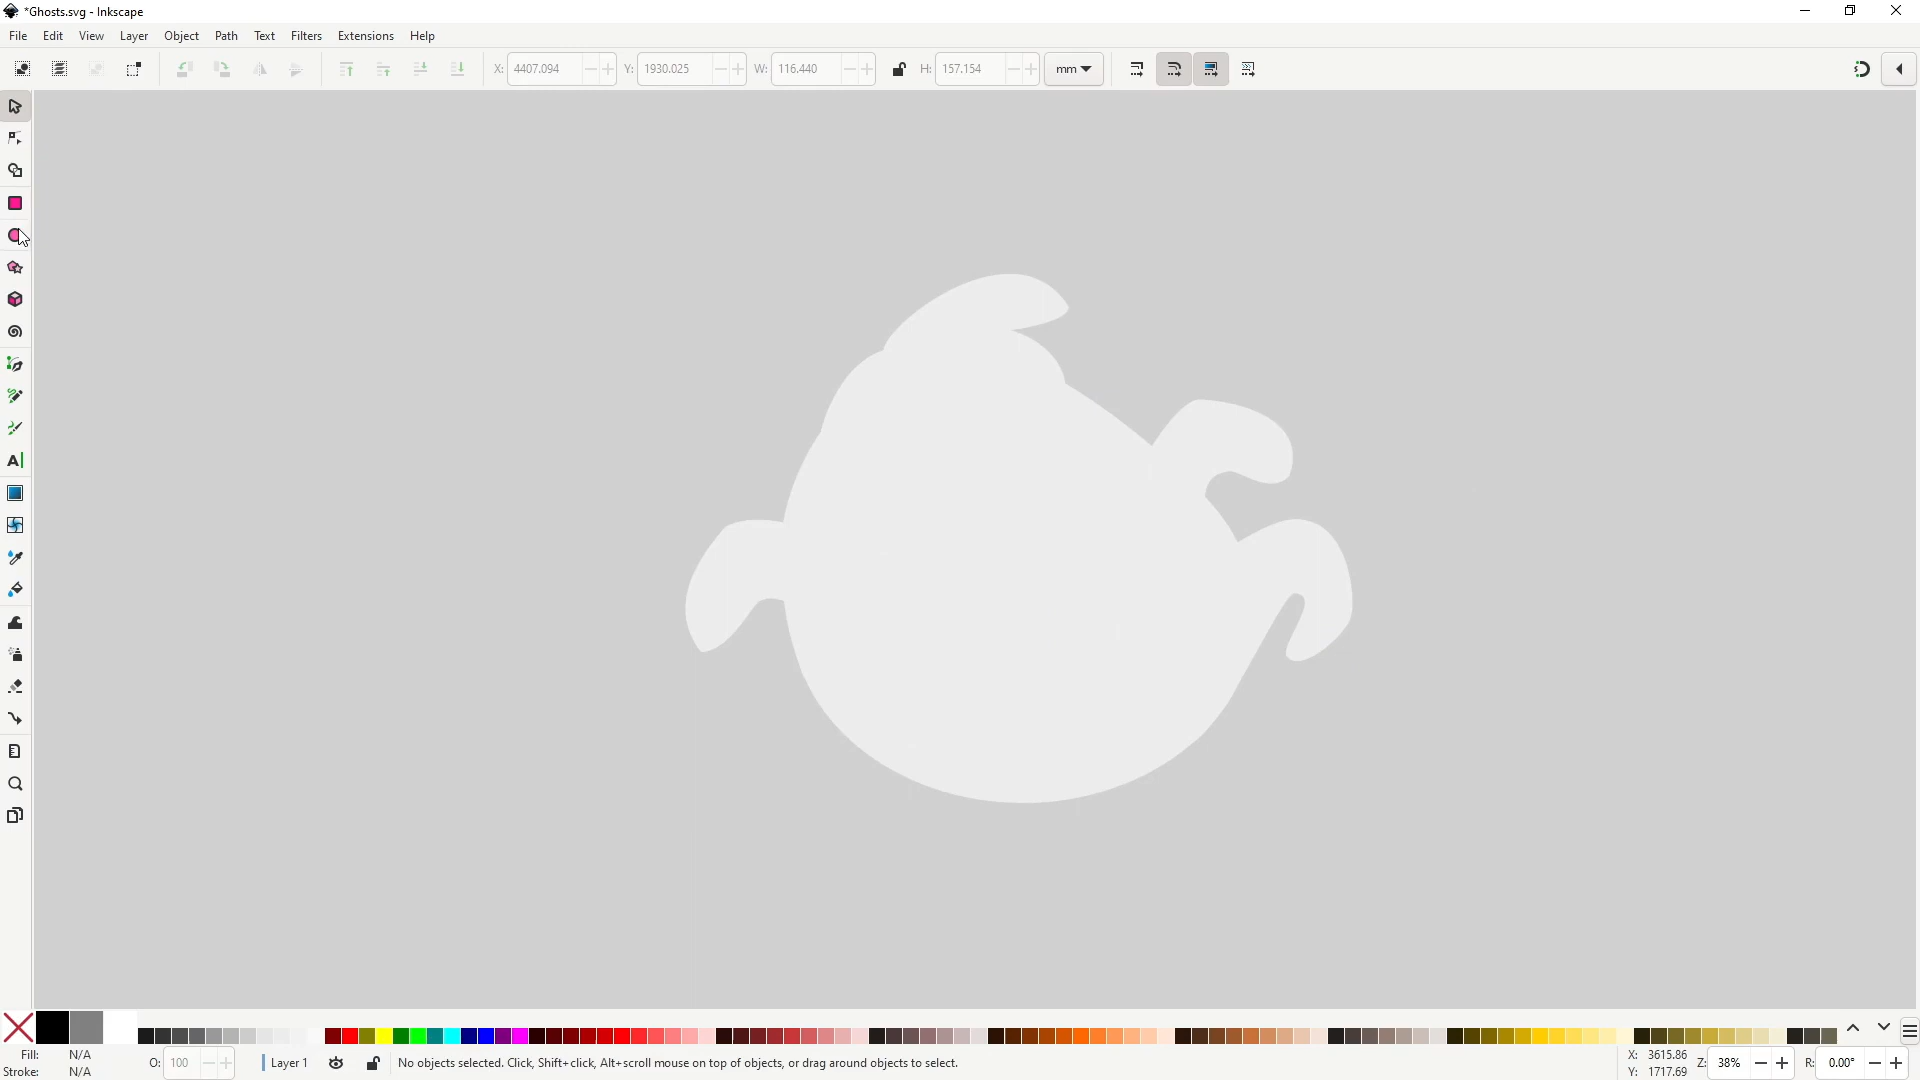 *Ghosts.svg - Inkscape
File Edit View Layer Object Path Text Filters Extensions Help
X: 4407.094 Y: 1930.025 W: 116.440 H: 157.154 mm
Fill: N/A O: 100 Layer 1 No objects selected. Click, Shift+click, Alt+scroll mouse on top of objects, or drag around objects to select. X: 3615.86 Z: 38% R: 0.00°
Stroke: N/A Y: 1717.69